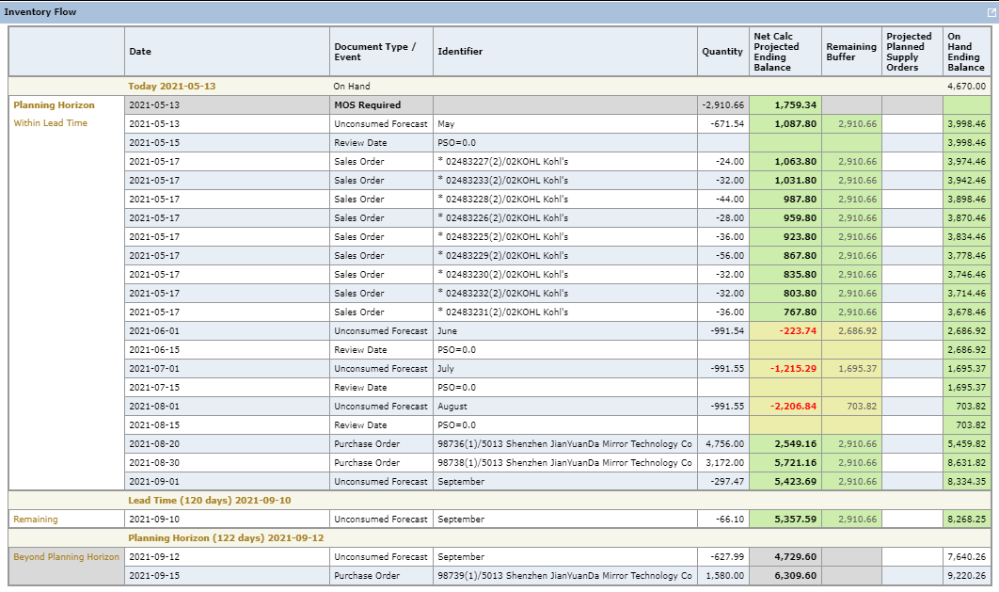 Inventory Flow
Date Document Type / Event Identifier Quantity Net Calc Projected Ending Balance Remaining Buffer Projected Planned Supply Orders On Hand Ending Balance
Today 2021-05-13 On Hand 4,670.00
Planning Horizon 2021-05-13 MOS Required -2,910.66 1,759.34
Within Lead Time 2021-05-13 Unconsumed Forecast May -671.54 1,087.80 2,910.66 3,998.46
2021-05-15 Review Date PSO=0.0 3,998.46
2021-05-17 Sales Order * 02483227(2)/02KOHL Kohl's -24.00 1,063.80 2,910.66 3,974.46
2021-05-17 Sales Order * 02483233(2)/02KOHL Kohl's -32.00 1,031.80 2,910.66 3,942.46
2021-05-17 Sales Order * 02483228(2)/02KOHL Kohl's -44.00 987.80 2,910.66 3,898.46
2021-05-17 Sales Order * 02483226(2)/02KOHL Kohl's -28.00 959.80 2,910.66 3,870.46
2021-05-17 Sales Order * 02483225(2)/02KOHL Kohl's -36.00 923.80 2,910.66 3,834.46
2021-05-17 Sales Order * 02483229(2)/02KOHL Kohl's -56.00 867.80 2,910.66 3,778.46
2021-05-17 Sales Order * 02483230(2)/02KOHL Kohl's -32.00 835.80 2,910.66 3,746.46
2021-05-17 Sales Order * 02483232(2)/02KOHL Kohl's -32.00 803.80 2,910.66 3,714.46
2021-05-17 Sales Order * 02483231(2)/02KOHL Kohl's -36.00 767.80 2,910.66 3,678.46
2021-06-01 Unconsumed Forecast June -991.54 -223.74 2,686.92 2,686.92
2021-06-15 Review Date PSO=0.0 2,686.92
2021-07-01 Unconsumed Forecast July -991.55 -1,215.29 1,695.37 1,695.37
2021-07-15 Review Date PSO=0.0 1,695.37
2021-08-01 Unconsumed Forecast August -991.55 -2,206.84 703.82 703.82
2021-08-15 Review Date PSO=0.0 703.82
2021-08-20 Purchase Order 98736(1)/5013 Shenzhen JianYuanDa Mirror Technology Co 4,756.00 2,549.16 2,910.66 5,459.82
2021-08-30 Purchase Order 98738(1)/5013 Shenzhen JianYuanDa Mirror Technology Co 3,172.00 5,721.16 2,910.66 8,631.82
2021-09-01 Unconsumed Forecast September -297.47 5,423.69 2,910.66 8,334.35
Lead Time (120 days) 2021-09-10
Remaining 2021-09-10 Unconsumed Forecast September -66.10 5,357.59 2,910.66 8,268.25
Planning Horizon (122 days) 2021-09-12
Beyond Planning Horizon 2021-09-12 Unconsumed Forecast September -627.99 4,729.60 7,640.26
2021-09-15 Purchase Order 98739(1)/5013 Shenzhen JianYuanDa Mirror Technology Co 1,580.00 6,309.60 9,220.26